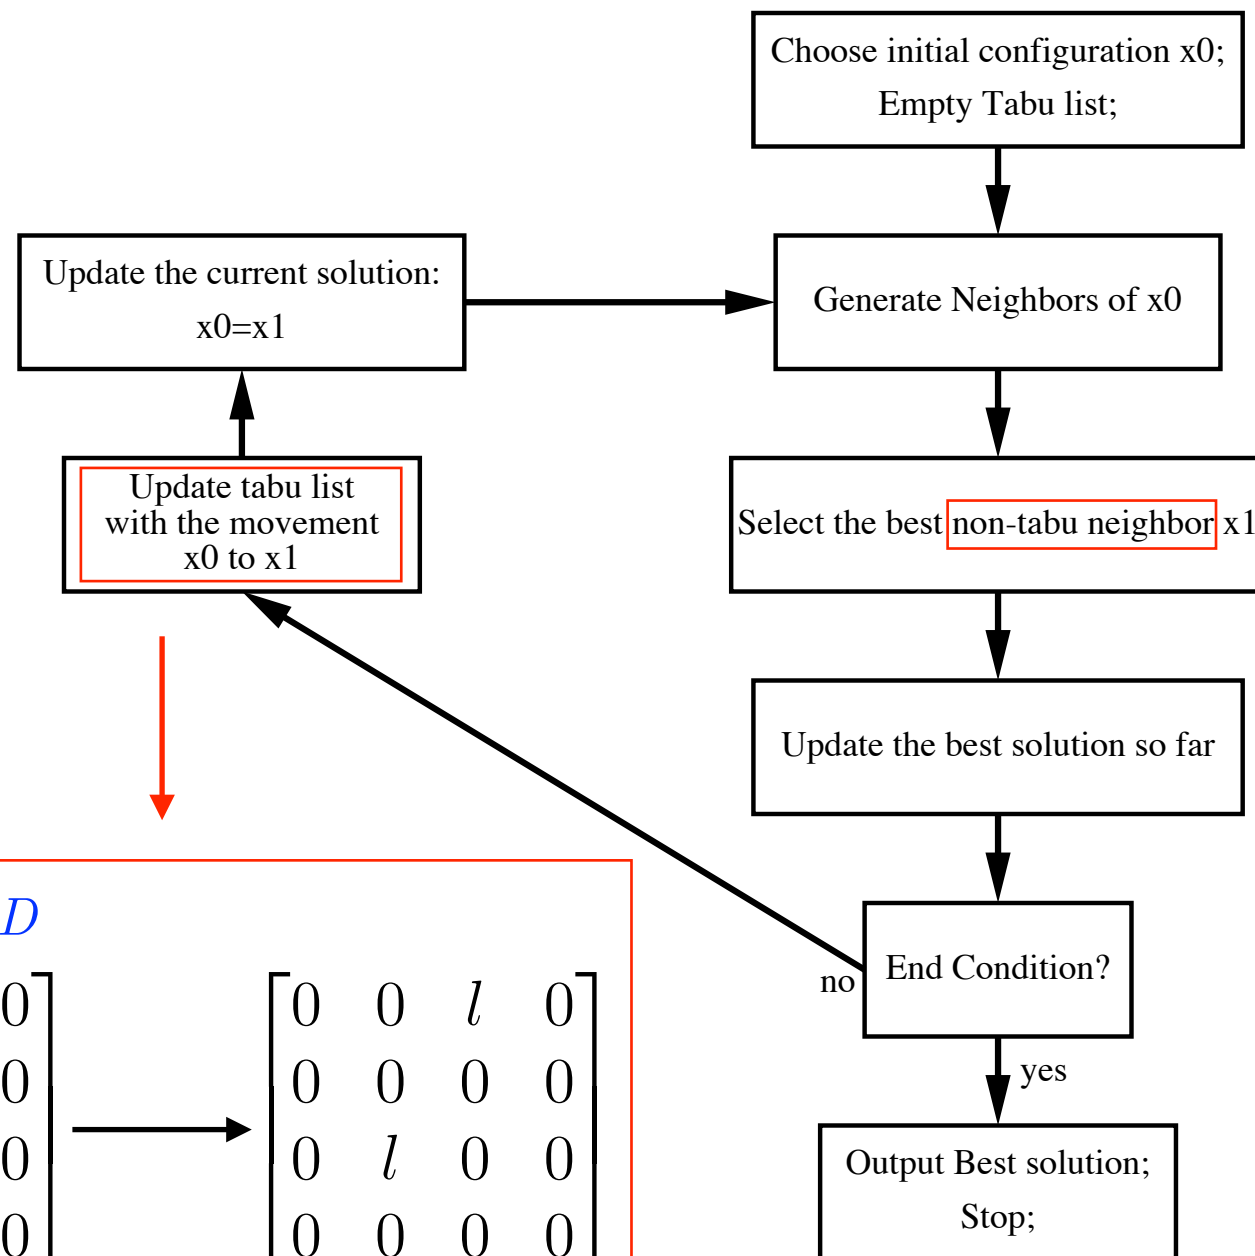 Choose initial configuration x0;
Empty Tabu list;
Update the current solution:
x0=x1
Generate Neighbors of x0
Update tabu list
with the movement
x0 to x1
Select the best non-tabu neighbor x1
Update the best solution so far
D
no
End Condition?
yes
0 0 0 l 0
0 0 0 0 0
0 0 l 0 0
0 0 0 0 0
Output Best solution;
Stop;